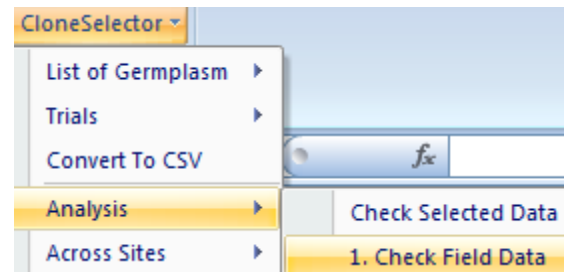 CloneSelector
List of Germplasm
Trials
Convert To CSV
fx
Analysis
Check Selected Data
Across Sites
1. Check Field Data